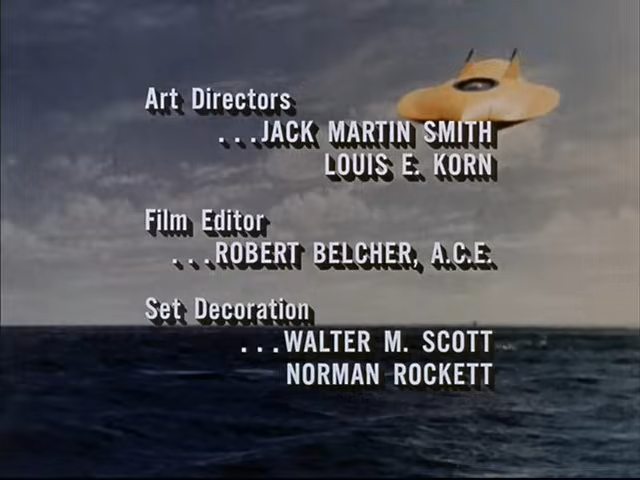 Art Directors
...JACK MARTIN SMITH
LOUIS E. KORN
Film Editor
...ROBERT BELCHER, A.C.E.
Set Decoration
...WALTER M. SCOTT
NORMAN ROCKETT